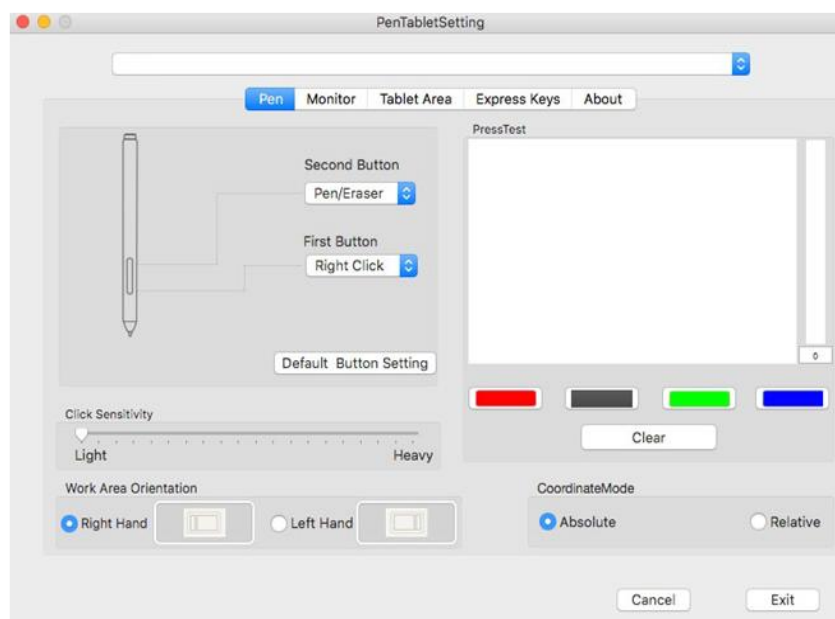 PenTabletSetting
Pen Monitor Tablet Area Express Keys About
Second Button
Pen/Eraser
First Button
Right Click
Default Button Setting
PressTest
0
Clear
Click Sensitivity
Light Heavy
Work Area Orientation
Right Hand Left Hand
CoordinateMode
Absolute Relative
Cancel Exit